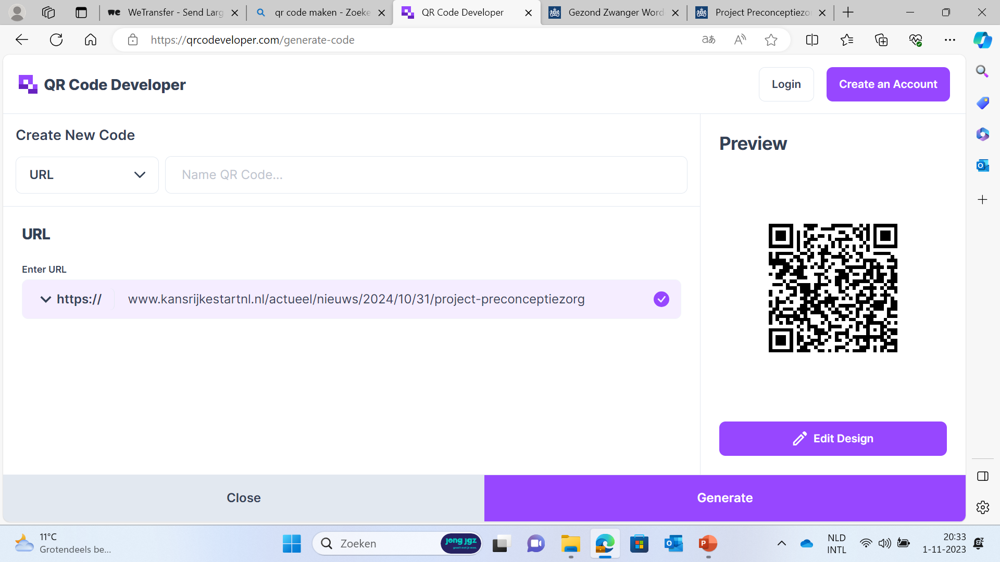 WeTransfer - Send Larg
qr code maken - Zoeke
QR Code Developer
Gezond Zwanger Word
Project Preconceptiezo
https://qrcodeveloper.com/generate-code
aあ
QR Code Developer
Login
Create an Account
Create New Code
URL
Name QR Code...
Preview
URL
Enter URL
https://
www.kansrijkestartnl.nl/actueel/nieuws/2024/10/31/project-preconceptiezorg
Edit Design
Close
Generate
11°C
Grotendeels be...
Zoeken
jong jgz
NLD
INTL
20:33
1-11-2023